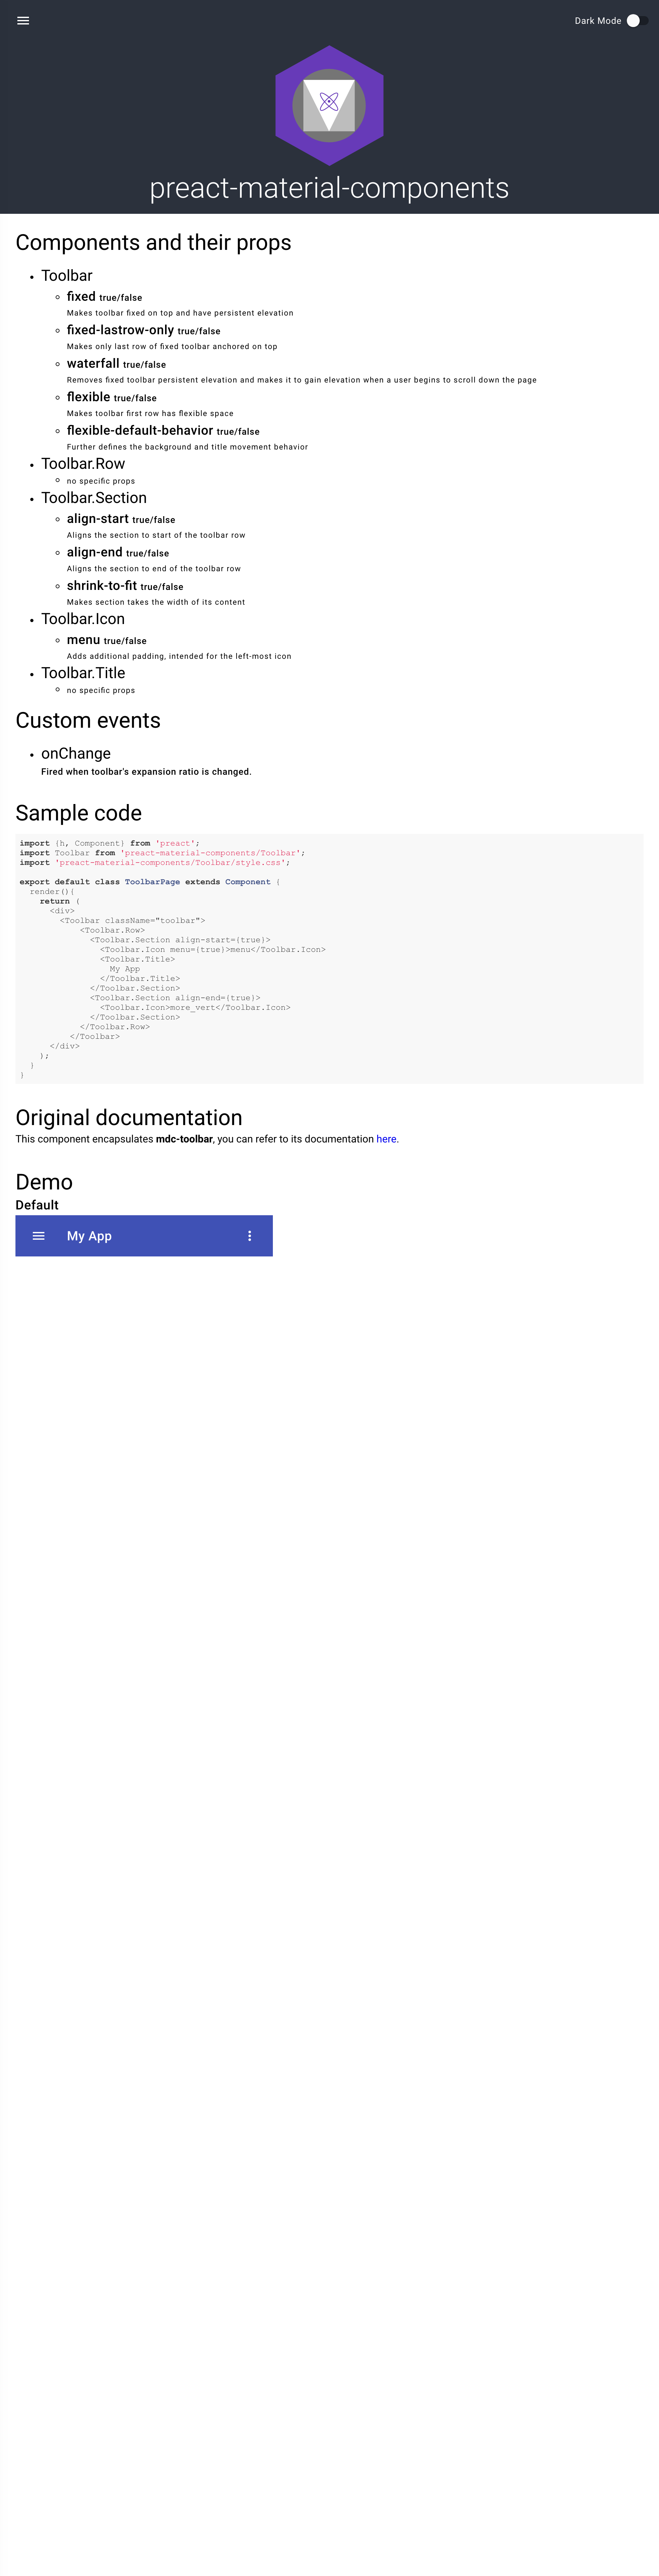 Dark Mode
preact-material-components
Components and their props
Toolbar
fixed true/false
Makes toolbar fixed on top and have persistent elevation
fixed-lastrow-only true/false
Makes only last row of fixed toolbar anchored on top
waterfall true/false
Removes fixed toolbar persistent elevation and makes it to gain elevation when a user begins to scroll down the page
flexible true/false
Makes toolbar first row has flexible space
flexible-default-behavior true/false
Further defines the background and title movement behavior
Toolbar.Row
no specific props
Toolbar.Section
align-start true/false
Aligns the section to start of the toolbar row
align-end true/false
Aligns the section to end of the toolbar row
shrink-to-fit true/false
Makes section takes the width of its content
Toolbar.Icon
menu true/false
Adds additional padding, intended for the left-most icon
Toolbar.Title
no specific props
Custom events
onChange
Fired when toolbar's expansion ratio is changed.
Sample code
import {h, Component} from 'preact';
import Toolbar from 'preact-material-components/Toolbar';
import 'preact-material-components/Toolbar/style.css';
export default class ToolbarPage extends Component {
render(){
return (
<div>
<Toolbar className="toolbar">
<Toolbar.Row>
<Toolbar.Section align-start={true}>
<Toolbar.Icon menu={true}>menu</Toolbar.Icon>
<Toolbar.Title>
My App
</Toolbar.Title>
</Toolbar.Section>
<Toolbar.Section align-end={true}>
<Toolbar.Icon>more_vert</Toolbar.Icon>
</Toolbar.Section>
</Toolbar.Row>
</Toolbar>
</div>
);
}
}
Original documentation
This component encapsulates mdc-toolbar, you can refer to its documentation here.
Demo
Default
My App